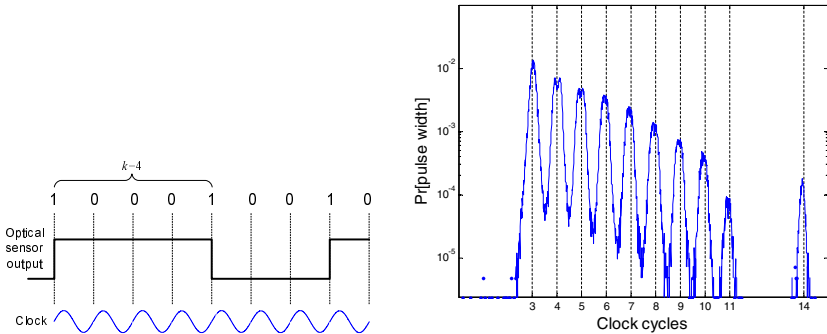 k−4
1 0 0 0 1 0 0 1 0
Optical
sensor
output
Clock
Pr[pulse width]
10⁻²
10⁻³
10⁻⁴
10⁻⁵
3 4 5 6 7 8 9 10 11 14
Clock cycles